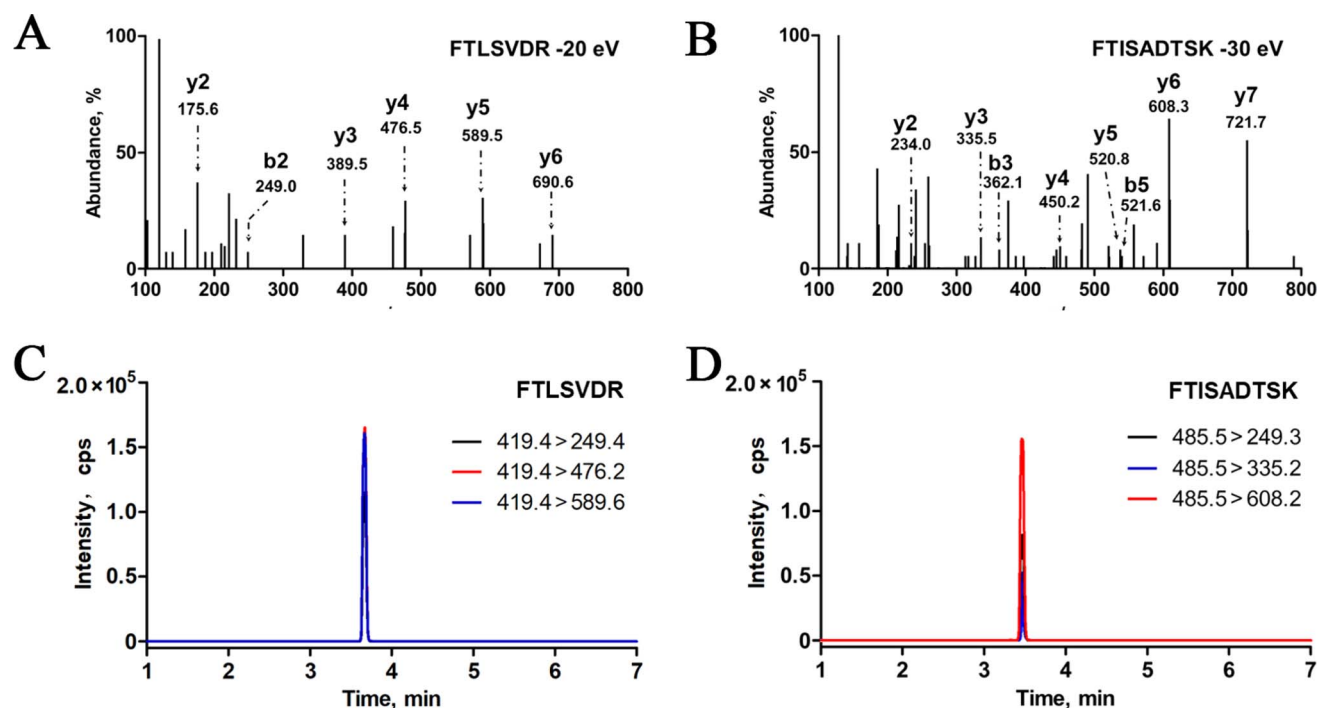 A
FTLSVDR -20 eV
Abundance, %
100
50
0
y2
175.6
b2
249.0
y3
389.5
y4
476.5
y5
589.5
y6
690.6
100 200 300 400 500 600 700 800
B
FTISADTSK -30 eV
Abundance, %
100
50
0
y2
234.0
y3
335.5
b3
362.1
y4
450.2
y5
520.8
b5
521.6
y6
608.3
y7
721.7
100 200 300 400 500 600 700 800
C
FTLSVDR
Intensity, cps
2.0×10⁵
1.5
1.0
0.5
0
419.4>249.4
419.4>476.2
419.4>589.6
1 2 3 4 5 6 7
Time, min
D
FTISADTSK
Intensity, cps
2.0×10⁵
1.5
1.0
0.5
0
485.5>249.3
485.5>335.2
485.5>608.2
1 2 3 4 5 6 7
Time, min